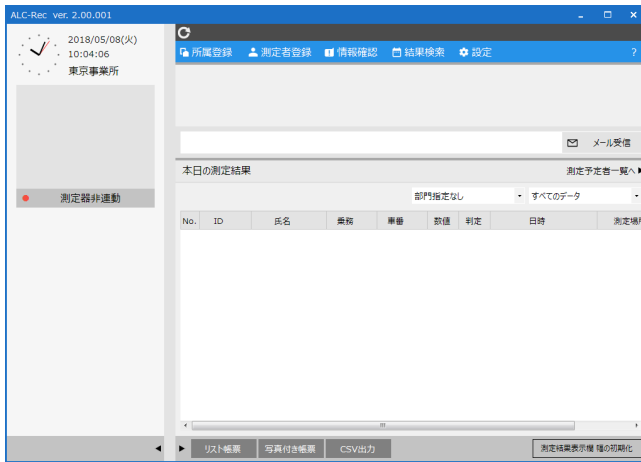 ALC-Rec ver. 2.00.001
2018/05/08(火)
10:04:06
東京事業所
測定器非運動
所属登録 測定者登録 情報確認 結果検索 設定 ?
メール受信
本日の測定結果 測定予定者一覧へ
部門指定なし すべてのデータ
No. ID 氏名 乗務 車番 数値 判定 日時 測定場所
リスト帳票 写真付き帳票 CSV出力 測定結果表示欄 幅の初期化